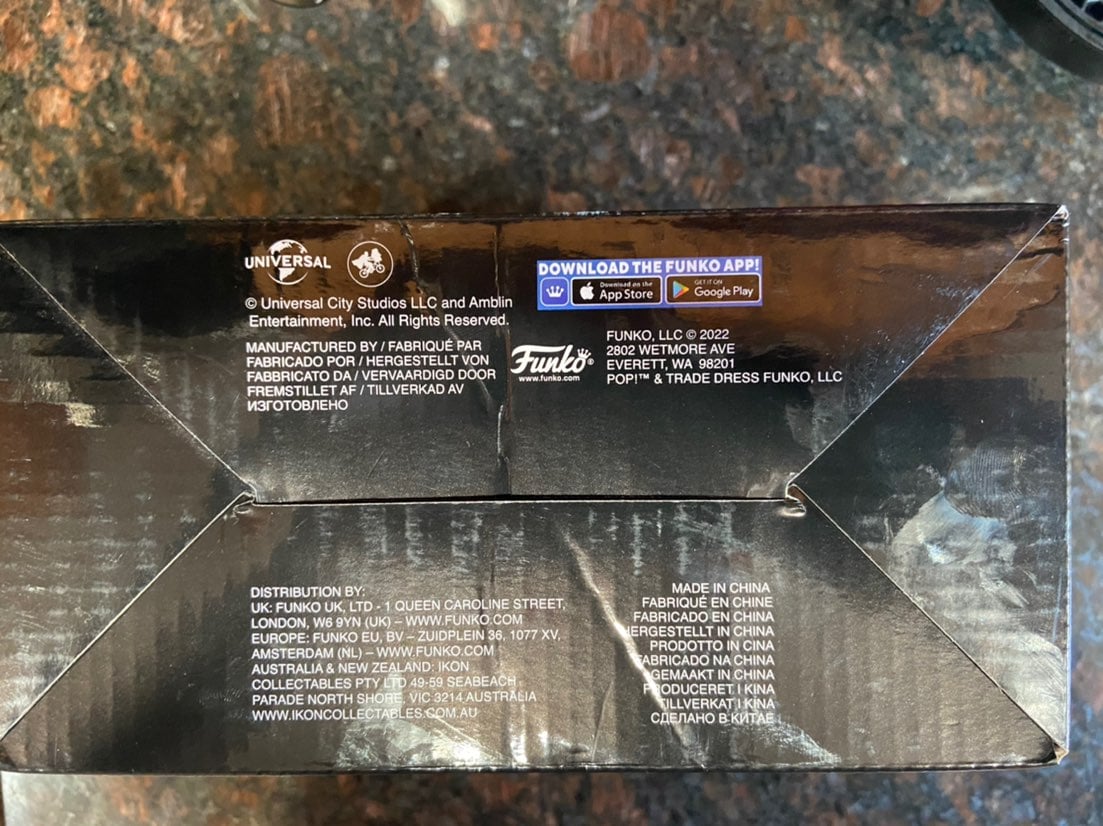 UNIVERSAL
© Universal City Studios LLC and Amblin
Entertainment, Inc. All Rights Reserved.
MANUFACTURED BY / FABRIQUÉ PAR
FABRICADO POR / HERGESTELLT VON
FABBRICATO DA / VERVAARDIGD DOOR
FREMSTILLET AF / TILLVERKAD AV
ИЗГОТОВЛЕНО
Funko®
www.funko.com
DOWNLOAD THE FUNKO APP!
Download on the
App Store
GET IT ON
Google Play
FUNKO, LLC © 2022
2802 WETMORE AVE
EVERETT, WA 98201
POP!™ & TRADE DRESS FUNKO, LLC
DISTRIBUTION BY:
UK: FUNKO UK, LTD - 1 QUEEN CAROLINE STREET,
LONDON, W6 9YN (UK) – WWW.FUNKO.COM
EUROPE: FUNKO EU, BV – ZUIDPLEIN 36, 1077 XV,
AMSTERDAM (NL) – WWW.FUNKO.COM
AUSTRALIA & NEW ZEALAND: IKON
COLLECTABLES PTY LTD 49-59 SEABEACH
PARADE NORTH SHORE, VIC 3214 AUSTRALIA
WWW.IKONCOLLECTABLES.COM.AU
MADE IN CHINA
FABRIQUÉ EN CHINE
FABRICADO EN CHINA
HERGESTELLT IN CHINA
PRODOTTO IN CINA
FABRICADO NA CHINA
GEMAAKT IN CHINA
PRODUCERET I KINA
TILLVERKAT I KINA
СДЕЛАНО В КИТАЕ